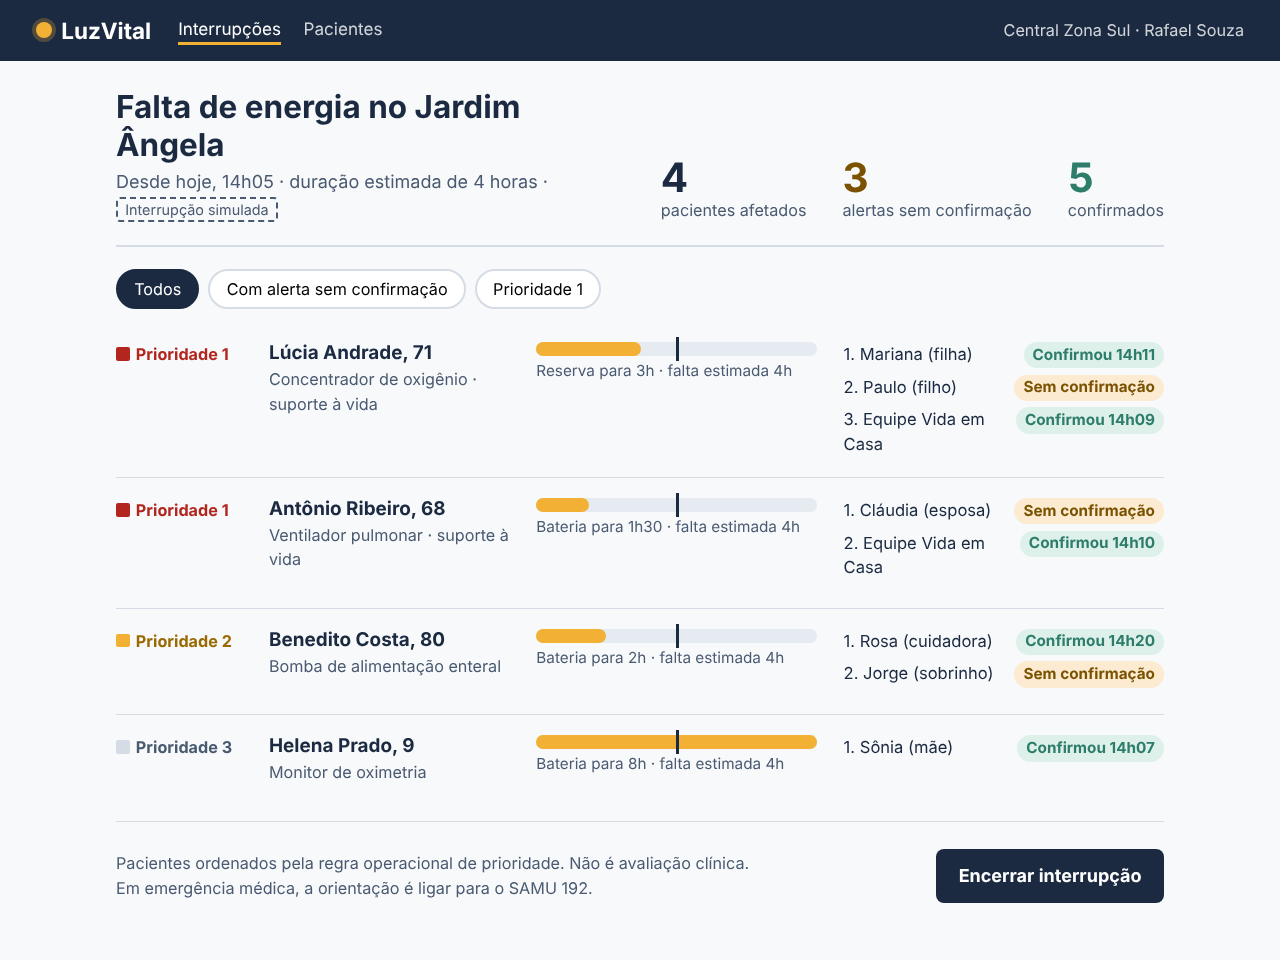 LuzVital
Interrupções
Pacientes
Central Zona Sul · Rafael Souza
Falta de energia no Jardim
Ângela
Desde hoje, 14h05 · duração estimada de 4 horas ·
Interrupção simulada
4
pacientes afetados
3
alertas sem confirmação
5
confirmados
Todos
Com alerta sem confirmação
Prioridade 1
Prioridade 1
Lúcia Andrade, 71
Concentrador de oxigênio ·
suporte à vida
Reserva para 3h · falta estimada 4h
1. Mariana (filha)
Confirmou 14h11
2. Paulo (filho)
Sem confirmação
3. Equipe Vida em
Casa
Confirmou 14h09
Prioridade 1
Antônio Ribeiro, 68
Ventilador pulmonar · suporte à
vida
Bateria para 1h30 · falta estimada 4h
1. Cláudia (esposa)
Sem confirmação
2. Equipe Vida em
Casa
Confirmou 14h10
Prioridade 2
Benedito Costa, 80
Bomba de alimentação enteral
Bateria para 2h · falta estimada 4h
1. Rosa (cuidadora)
Confirmou 14h20
2. Jorge (sobrinho)
Sem confirmação
Prioridade 3
Helena Prado, 9
Monitor de oximetria
Bateria para 8h · falta estimada 4h
1. Sônia (mãe)
Confirmou 14h07
Pacientes ordenados pela regra operacional de prioridade. Não é avaliação clínica.
Em emergência médica, a orientação é ligar para o SAMU 192.
Encerrar interrupção